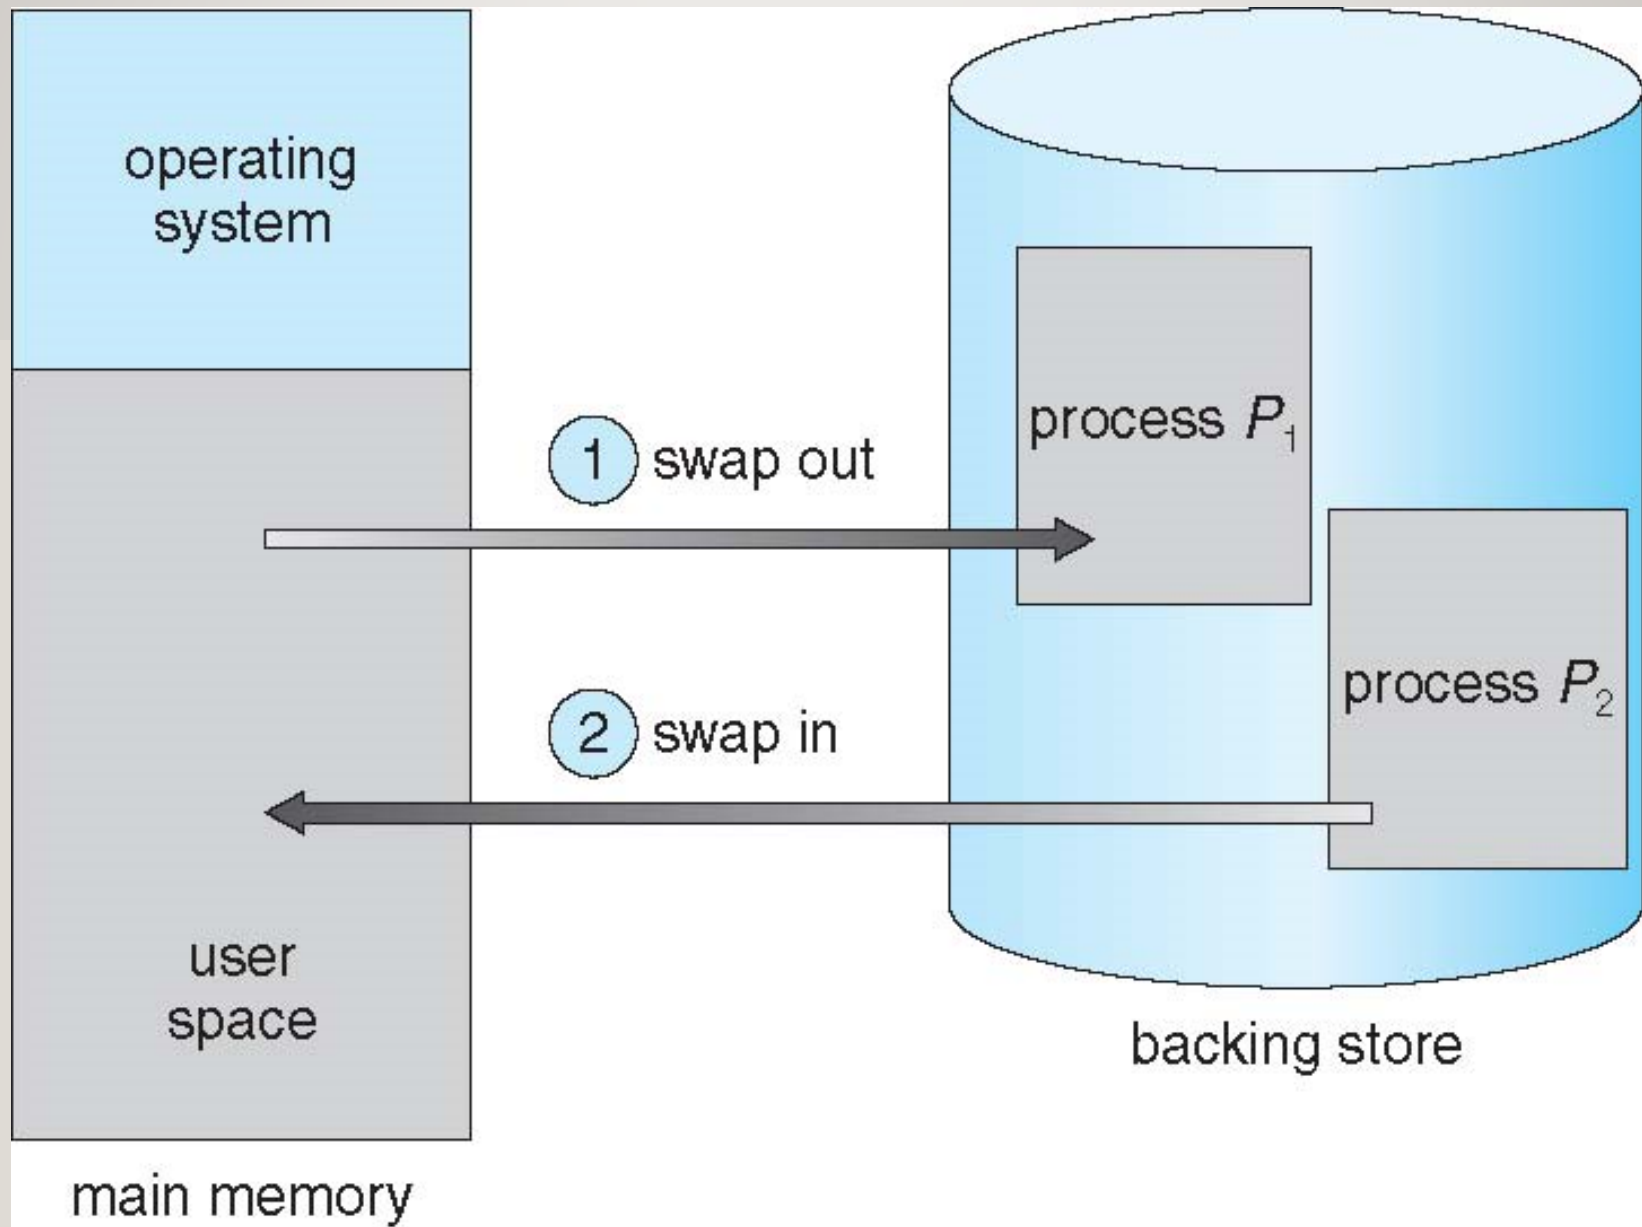 operating
system
1 swap out
process P₁
process P₂
2 swap in
user
space
backing store
main memory